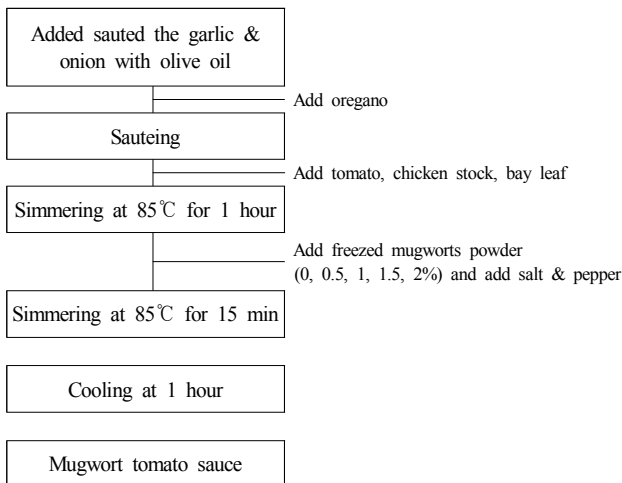 Added sauted the garlic &
onion with olive oil
Add oregano
Sauteing
Add tomato, chicken stock, bay leaf
Simmering at 85℃ for 1 hour
Add freezed mugworts powder
(0, 0.5, 1, 1.5, 2%) and add salt & pepper
Simmering at 85℃ for 15 min
Cooling at 1 hour
Mugwort tomato sauce